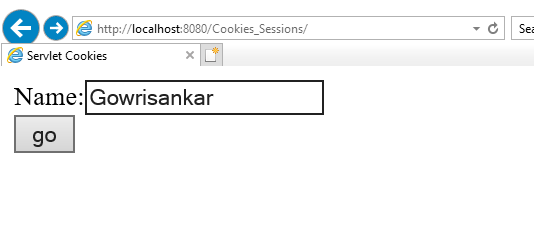 http://localhost:8080/Cookies_Sessions/
Sea
Servlet Cookies
Name: Gowrisankar
go